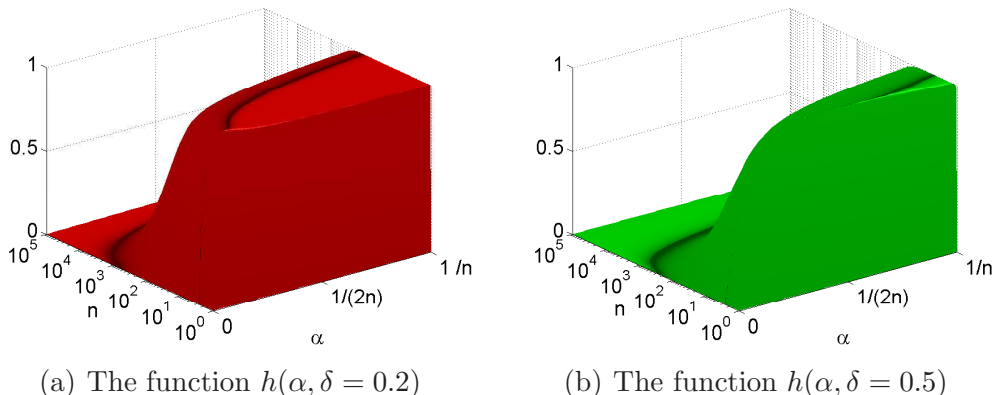 1
0.5
0
10^5
10^4
10^3
10^2
10^1
10^0
n
0
1/(2n)
1 /n
α
1
0.5
0
10^5
10^4
10^3
10^2
10^1
10^0
n
0
1/(2n)
1/n
α
(a) The function h(α, δ = 0.2)
(b) The function h(α, δ = 0.5)